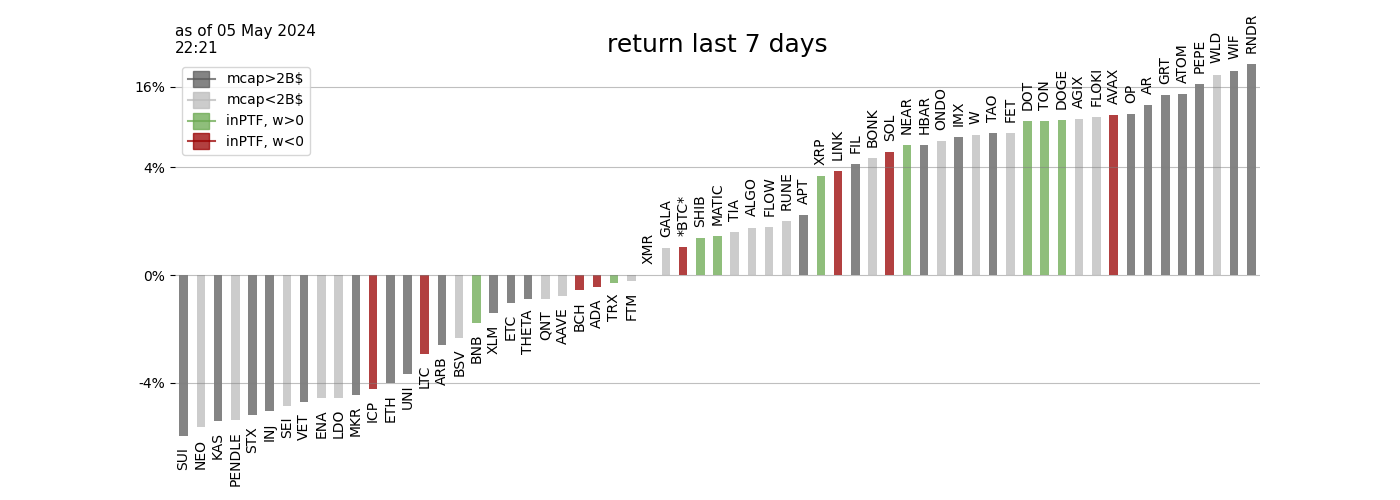 as of 05 May 2024
22:21
return last 7 days
mcap>2B$
mcap<2B$
inPTF, w>0
inPTF, w<0
16%
4%
0%
-4%
SUI
NEO
KAS
PENDLE
STX
INJ
SEI
VET
ENA
LDO
MKR
ICP
ETH
UNI
LTC
ARB
BSV
BNB
XLM
ETC
THETA
QNT
AAVE
BCH
ADA
TRX
FTM
XMR
GALA
*BTC*
SHIB
MATIC
TIA
ALGO
FLOW
RUNE
APT
XRP
LINK
FIL
BONK
SOL
NEAR
HBAR
ONDO
IMX
W
TAO
FET
DOT
TON
DOGE
AGIX
FLOKI
AVAX
OP
AR
GRT
ATOM
PEPE
WLD
WIF
RNDR